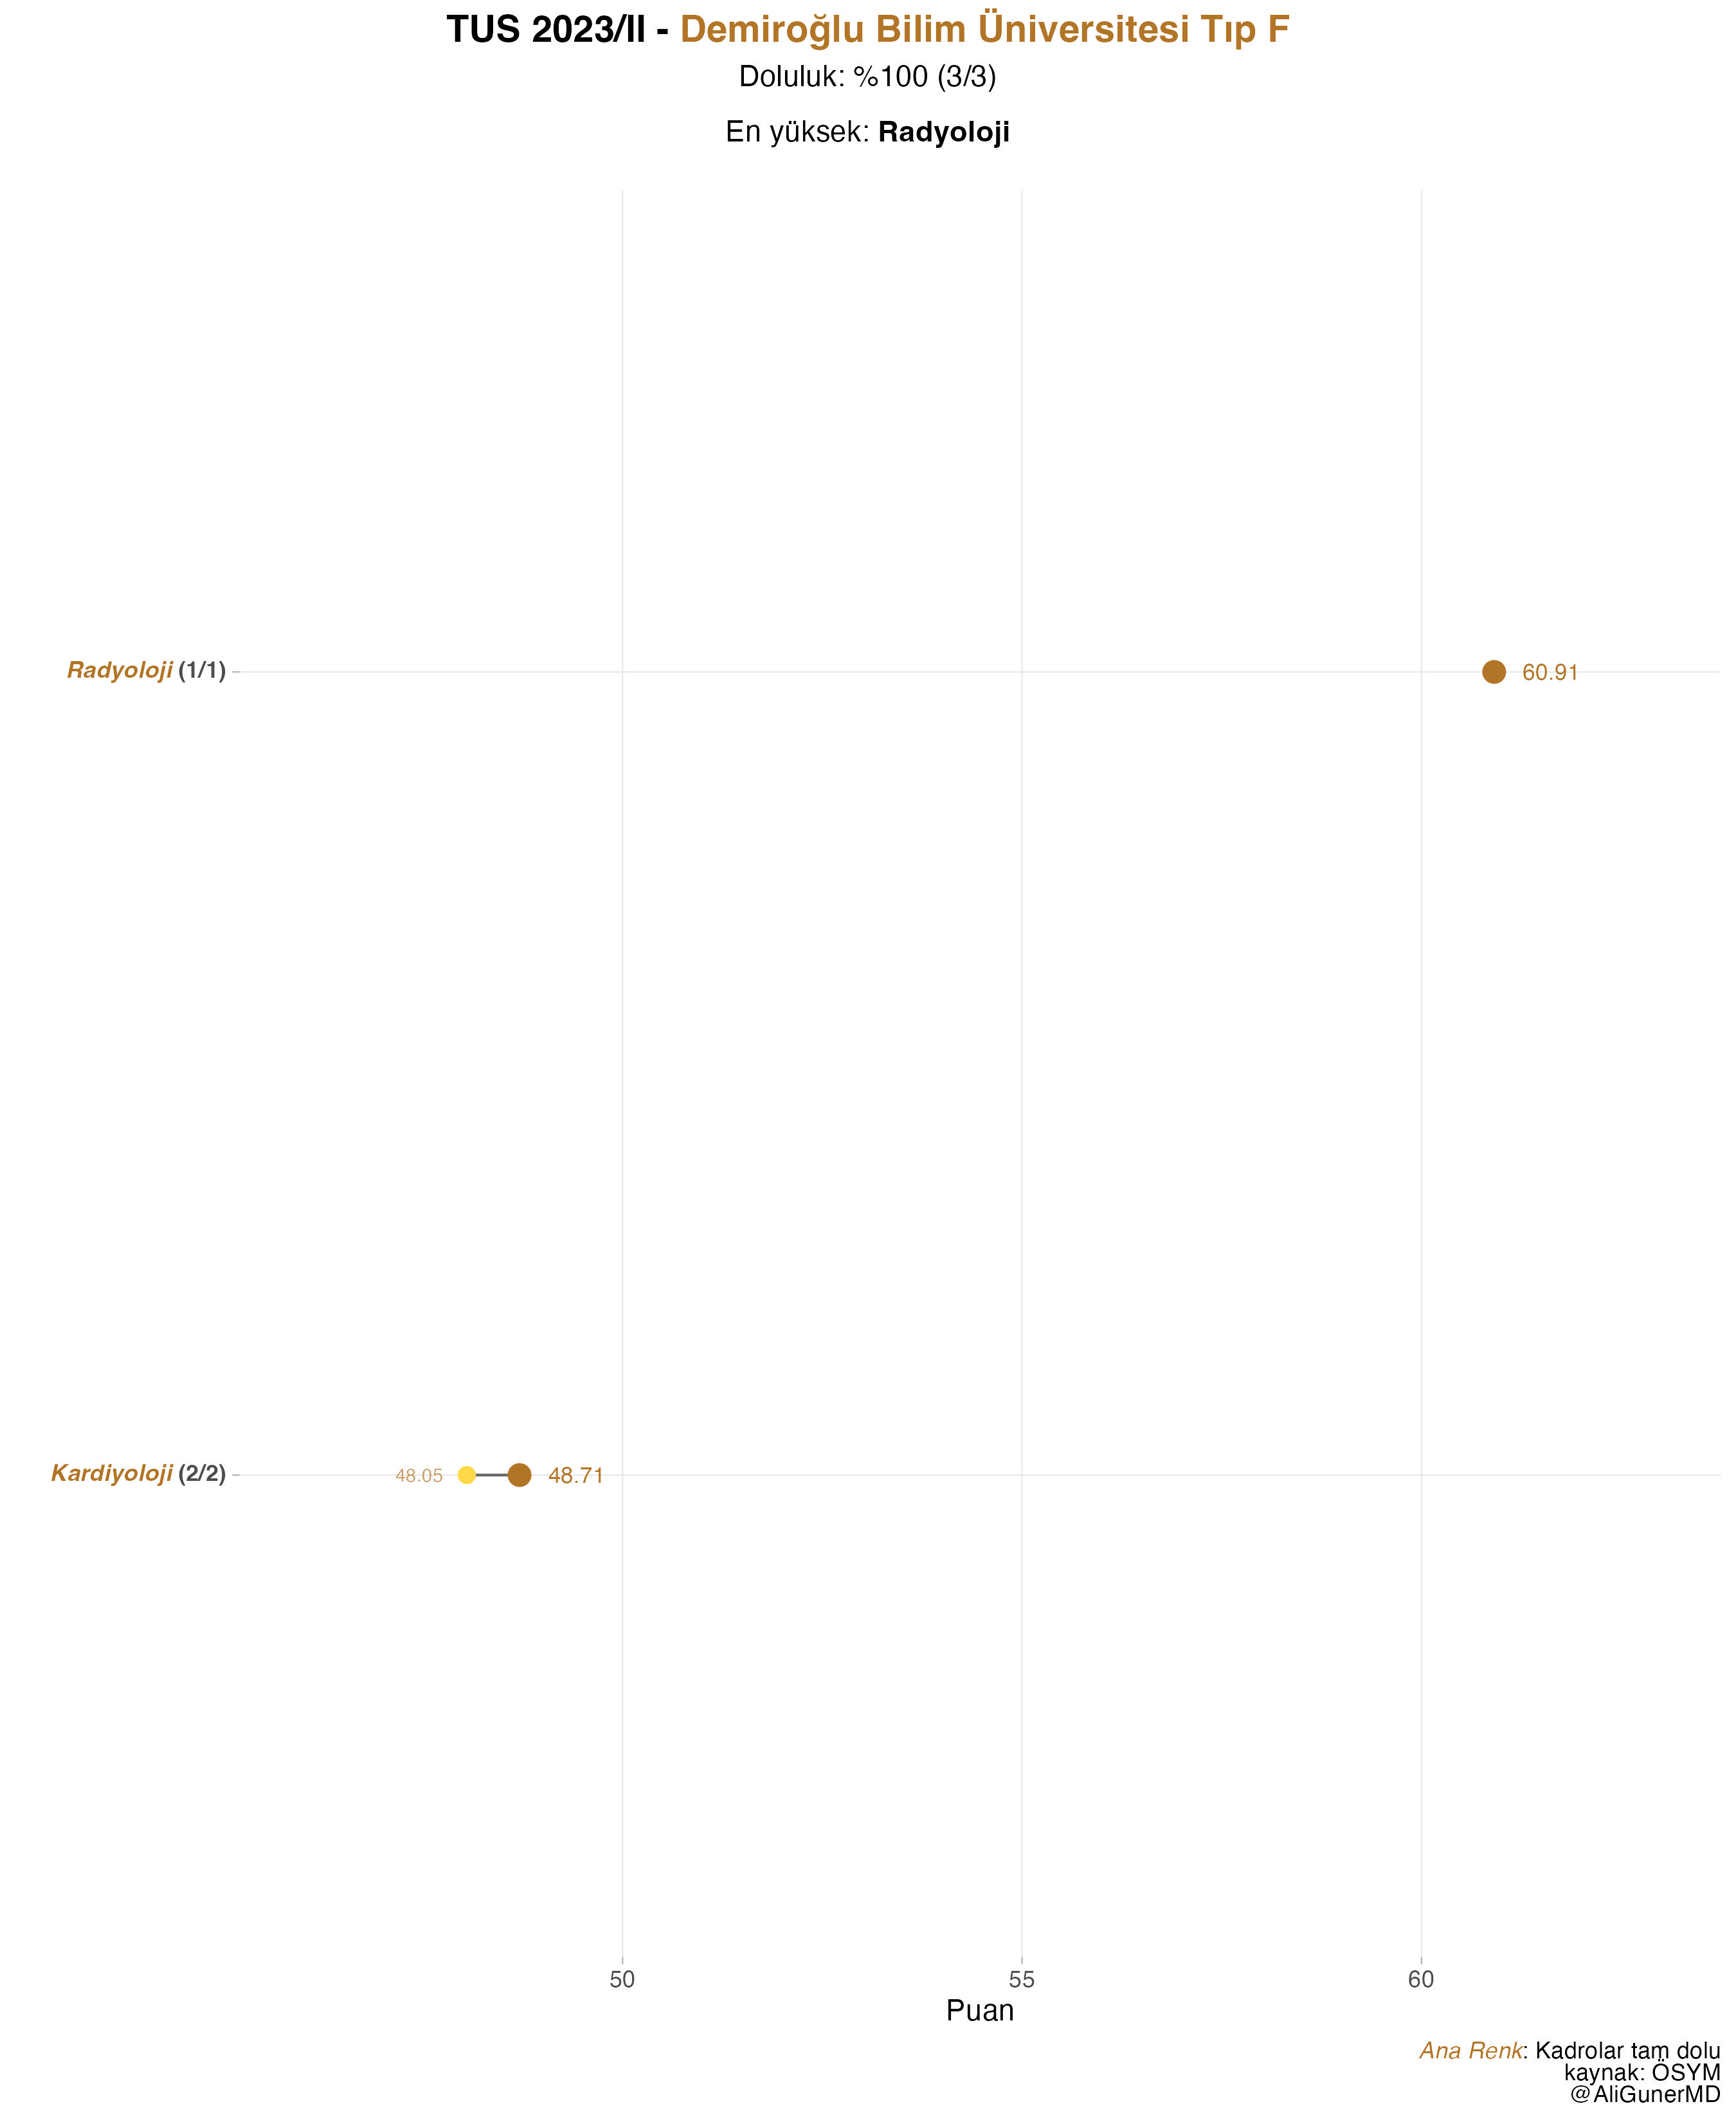 TUS 2023/II - Demiroğlu Bilim Üniversitesi Tıp F
Doluluk: %100 (3/3)
En yüksek: Radyoloji
Radyoloji (1/1)
60.91
Kardiyoloji (2/2)
48.05
48.71
50
55
60
Puan
Ana Renk: Kadrolar tam dolu
kaynak: ÖSYM
@AliGunerMD